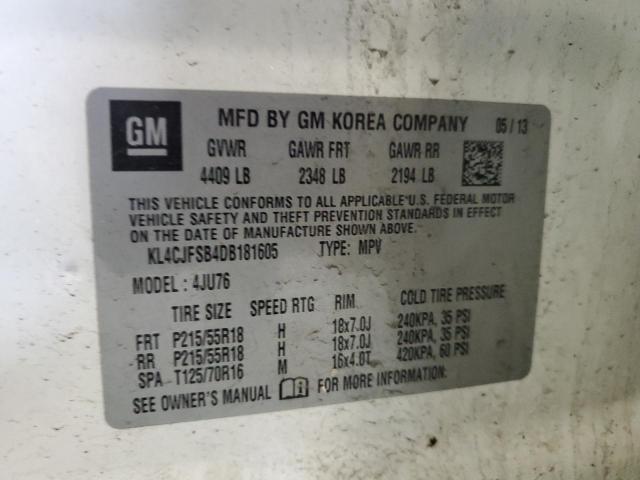 GM
MFD BY GM KOREA COMPANY 05 / 13
GVWR GAWR FRT GAWR RR
4409 LB 2348 LB 2194 LB
THIS VEHICLE CONFORMS TO ALL APPLICABLE U.S. FEDERAL MOTOR
VEHICLE SAFETY AND THEFT PREVENTION STANDARDS IN EFFECT
ON THE DATE OF MANUFACTURE SHOWN ABOVE.
KL4CJFSB4DB181605 TYPE: MPV
MODEL : 4JU76
TIRE SIZE SPEED RTG RIM COLD TIRE PRESSURE
FRT P215/55R18 H 18x7.0J 240KPA, 35 PSI
RR P215/55R18 H 18x7.0J 240KPA, 35 PSI
SPA T125/70R16 M 16x4.0T 420KPA, 60 PSI
SEE OWNER'S MANUAL FOR MORE INFORMATION.